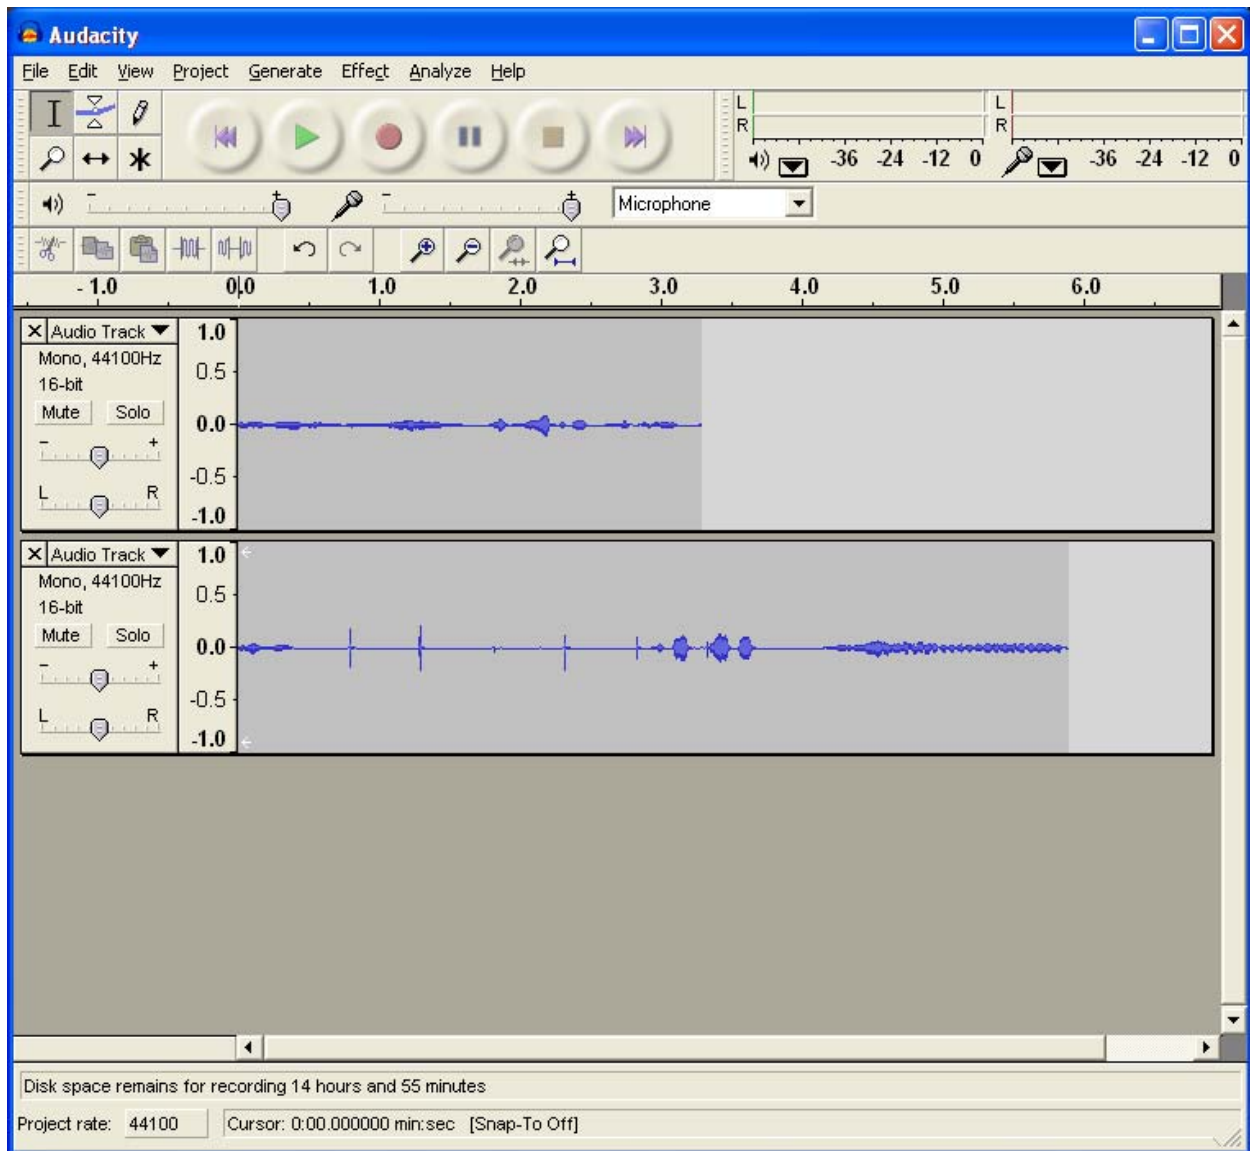 Audacity
File Edit View Project Generate Effect Analyze Help
L L
R R
-36 -24 -12 0 -36 -24 -12 0
- + - + Microphone
- 1.0 0.0 1.0 2.0 3.0 4.0 5.0 6.0
X Audio Track 1.0
Mono, 44100Hz
0.5
16-bit
Mute Solo
0.0
- +
-0.5
L R
-1.0
X Audio Track 1.0
Mono, 44100Hz
0.5
16-bit
Mute Solo
0.0
- +
-0.5
L R
-1.0
Disk space remains for recording 14 hours and 55 minutes
Project rate: 44100 Cursor: 0:00.000000 min:sec [Snap-To Off]